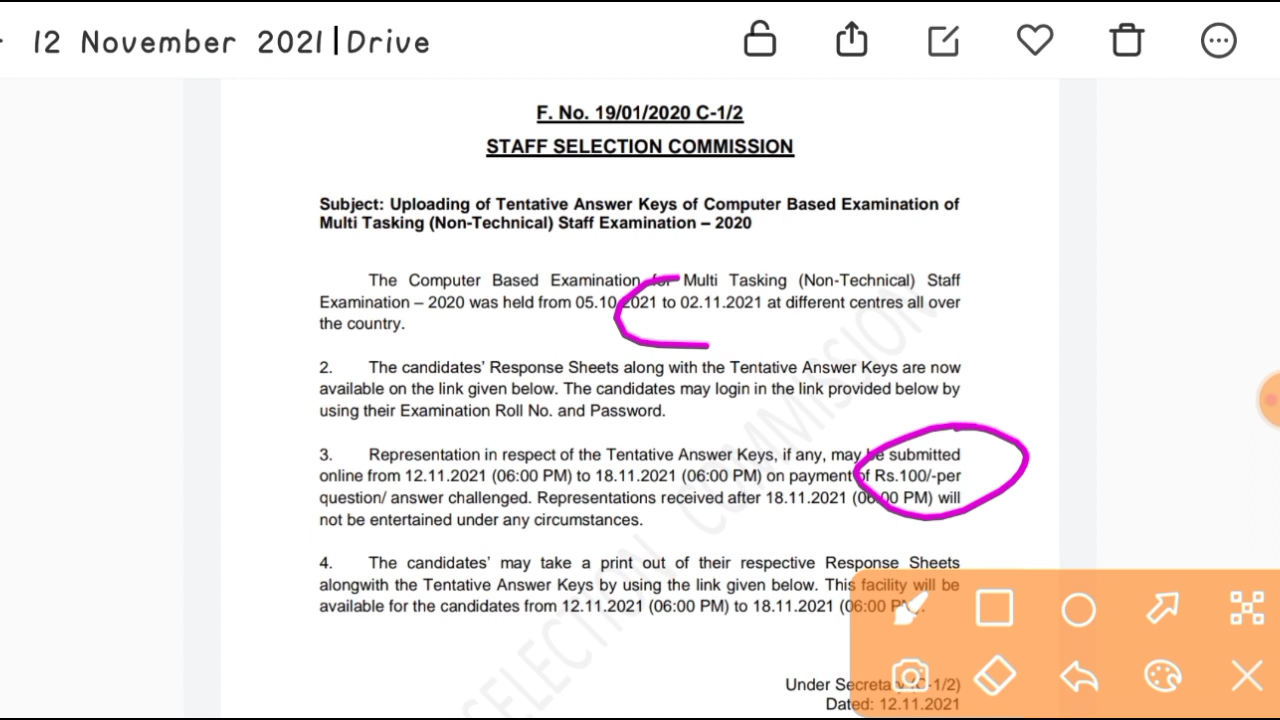 12 November 2021 | Drive
F. No. 19/01/2020 C-1/2
STAFF SELECTION COMMISSION
Subject: Uploading of Tentative Answer Keys of Computer Based Examination of
Multi Tasking (Non-Technical) Staff Examination – 2020
The Computer Based Examination for Multi Tasking (Non-Technical) Staff
Examination – 2020 was held from 05.10.2021 to 02.11.2021 at different centres all over
the country.
2. The candidates' Response Sheets along with the Tentative Answer Keys are now
available on the link given below. The candidates may login in the link provided below by
using their Examination Roll No. and Password.
3. Representation in respect of the Tentative Answer Keys, if any, may be submitted
online from 12.11.2021 (06:00 PM) to 18.11.2021 (06:00 PM) on payment of Rs.100/-per
question/ answer challenged. Representations received after 18.11.2021 (06:00 PM) will
not be entertained under any circumstances.
4. The candidates' may take a print out of their respective Response Sheets
alongwith the Tentative Answer Keys by using the link given below. This facility will be
available for the candidates from 12.11.2021 (06:00 PM) to 18.11.2021 (06:00 PM).
Under Secretary (C-1/2)
Dated: 12.11.2021
SELECTION COMMISSION